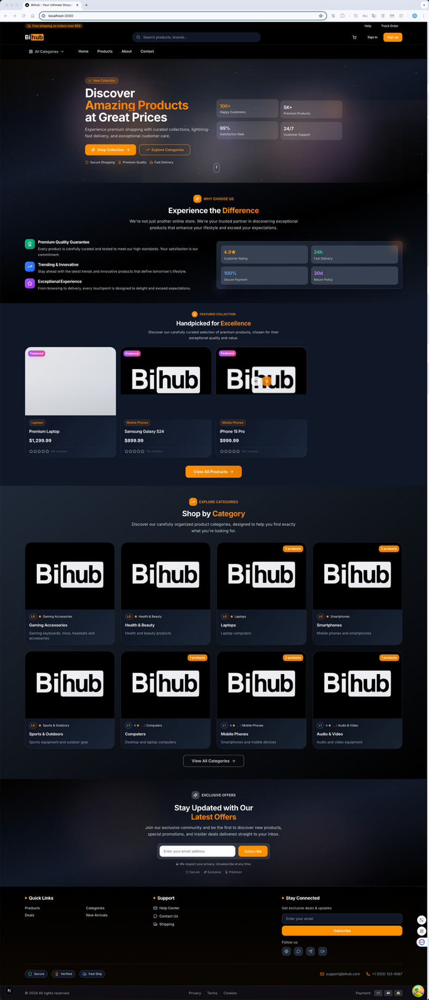 BiHub - Your Ultimate Shopp
localhost:3000
Free shipping on orders over $50
Help
Track Order
Bihub
Search products, brands...
Sign in
Sign up
All Categories
Home
Products
About
Contact
New Collection
Discover
Amazing Products
at Great Prices
Experience premium shopping with curated collections, lightning-
fast delivery, and exceptional customer care.
Shop Collection
Explore Categories
Secure Shopping
Premium Quality
Fast Delivery
10K+
Happy Customers
5K+
Premium Products
99%
Satisfaction Rate
24/7
Customer Support
WHY CHOOSE US
Experience the Difference
We're not just another online store. We're your trusted partner in discovering exceptional
products that enhance your lifestyle and exceed your expectations.
Premium Quality Guarantee
Every product is carefully curated and tested to meet our high standards. Your satisfaction is our
commitment.
Trending & Innovative
Stay ahead with the latest trends and innovative products that define tomorrow's lifestyle.
Exceptional Experience
From browsing to delivery, every touchpoint is designed to delight and exceed expectations.
4.9★
Customer Rating
24h
Fast Delivery
100%
Secure Payment
30d
Return Policy
FEATURED COLLECTION
Handpicked for Excellence
Discover our carefully curated selection of premium products, chosen for their
exceptional quality and value.
Featured
Laptops
Premium Laptop
$1,299.99
No reviews
Featured
Bihub
Mobile Phones
Samsung Galaxy S24
$899.99
No reviews
Featured
Bihub
Mobile Phones
iPhone 15 Pro
$999.99
No reviews
View All Products
EXPLORE CATEGORIES
Shop by Category
Discover our carefully organized product categories, designed to help you find exactly
what you're looking for.
Bihub
L0
Gaming Accessories
Gaming Accessories
Gaming keyboards, mice, headsets and
accessories
Bihub
L0
Health & Beauty
Health & Beauty
Health and beauty products
2 products
Bihub
L0
Laptops
Laptops
Laptop computers
3 products
Bihub
L0
Smartphones
Smartphones
Mobile phones and smartphones
Bihub
L0
Sports & Outdoors
Sports & Outdoors
Sports equipment and outdoor gear
1 products
Bihub
L1
... / Computers
Computers
Desktop and laptop computers
2 products
Bihub
L1
... / Mobile Phones
Mobile Phones
Smartphones and mobile devices
1 products
Bihub
L1
... / Audio & Video
Audio & Video
Audio and video equipment
View All Categories
EXCLUSIVE OFFERS
Stay Updated with Our
Latest Offers
Join our exclusive community and be the first to discover new products,
special promotions, and insider deals delivered straight to your inbox.
Enter your email address
Subscribe
We respect your privacy. Unsubscribe at any time.
Secure
Exclusive
Premium
Quick Links
Products
Categories
Deals
New Arrivals
Support
Help Center
Contact Us
Shipping
Stay Connected
Get exclusive deals & updates
Enter your email
Subscribe
Follow us
Secure
Verified
Fast Ship
support@bihub.com
+1 (555) 123-4567
N
© 2024 All rights reserved.
Privacy
Terms
Cookies
Payment: